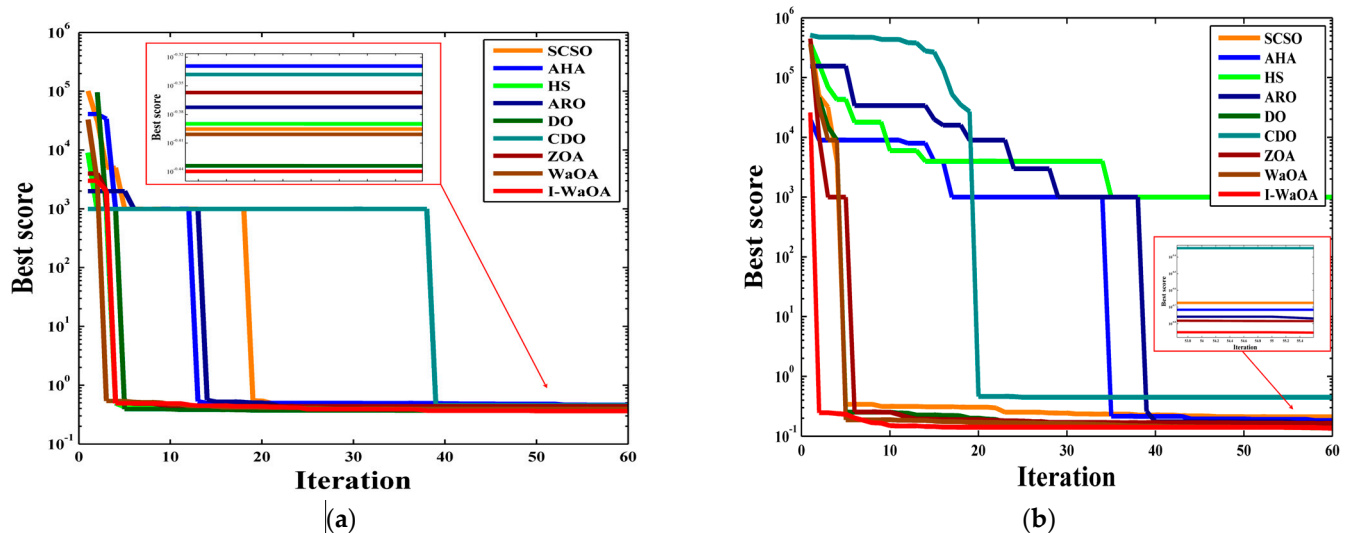 10^6
10^5
10^4
10^3
10^2
10^1
10^0
10^-1
Best score
0
10
20
30
40
50
60
Iteration
Best score
SCSO
AHA
HS
ARO
DO
CDO
ZOA
WaOA
I-WaOA
(a)
10^6
10^5
10^4
10^3
10^2
10^1
10^0
10^-1
Best score
0
10
20
30
40
50
60
Iteration
SCSO
AHA
HS
ARO
DO
CDO
ZOA
WaOA
I-WaOA
Best score
Iteration
(b)